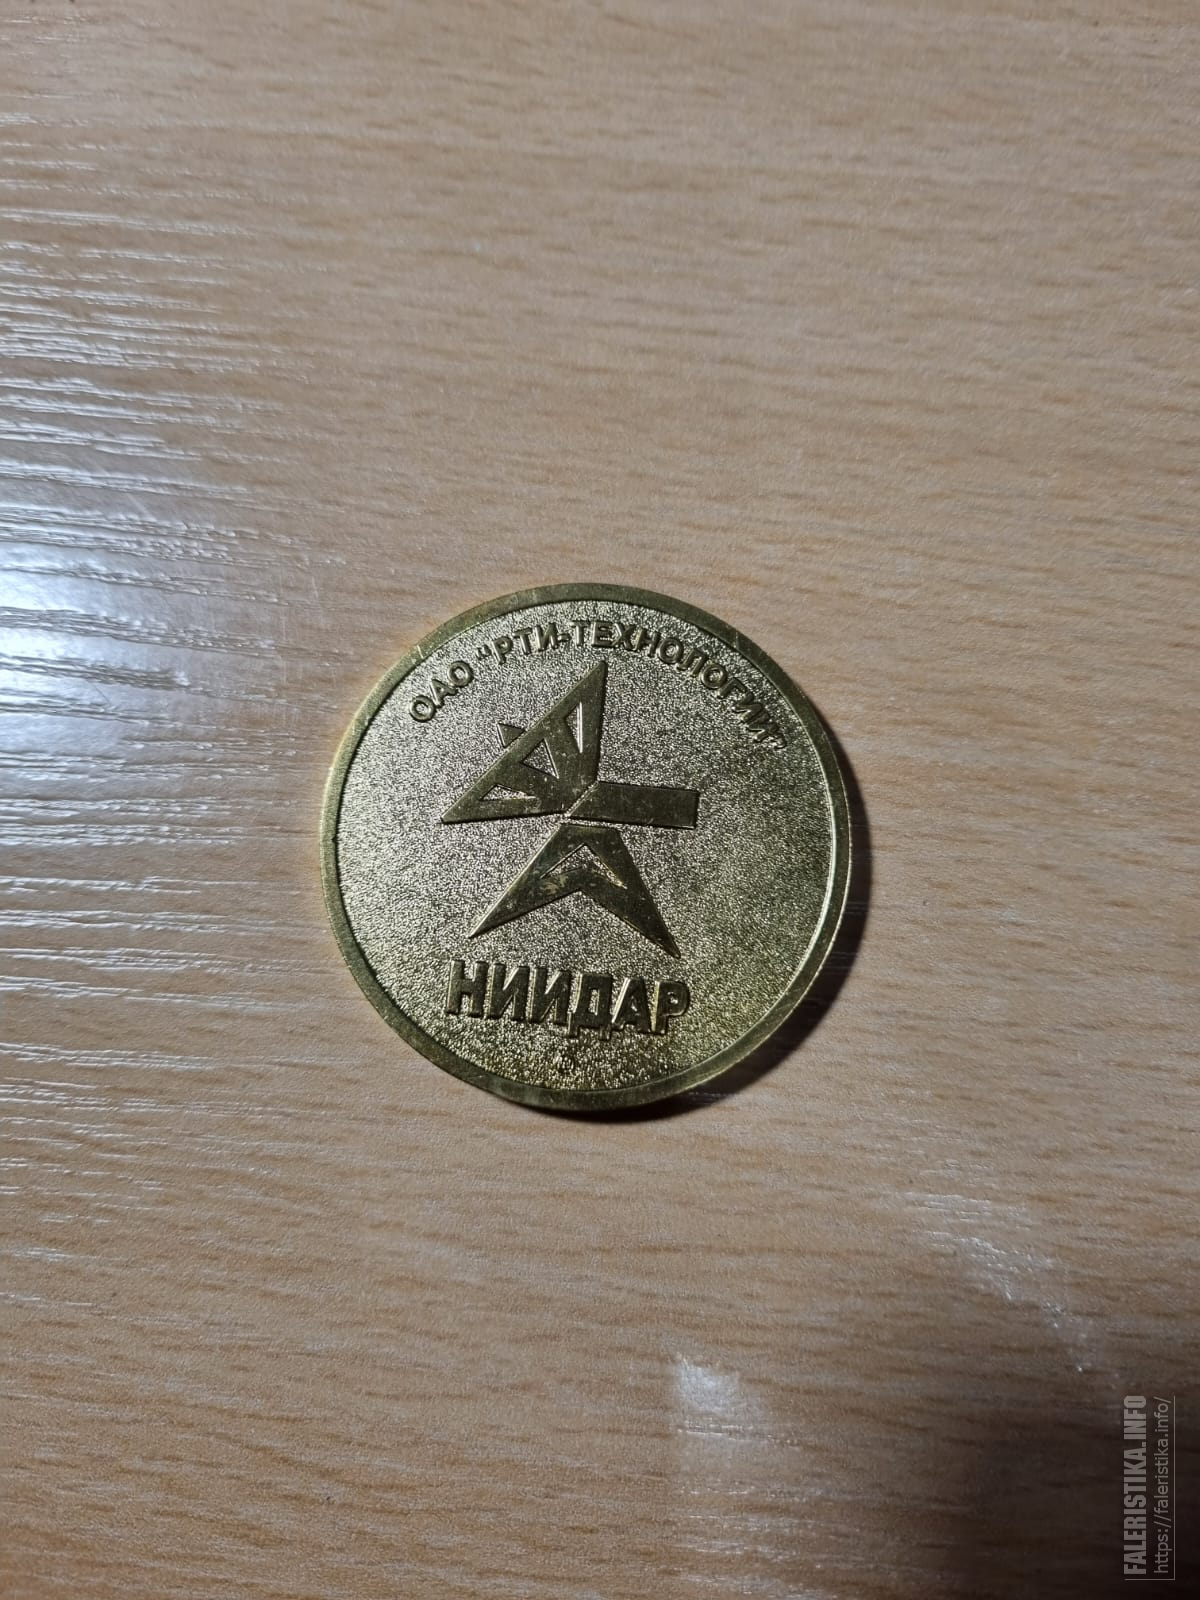 ОАО "РТИ-ТЕХНОЛОГИИ"
НИИДАР
FALERISTIKA.INFO
https://faleristika.info/